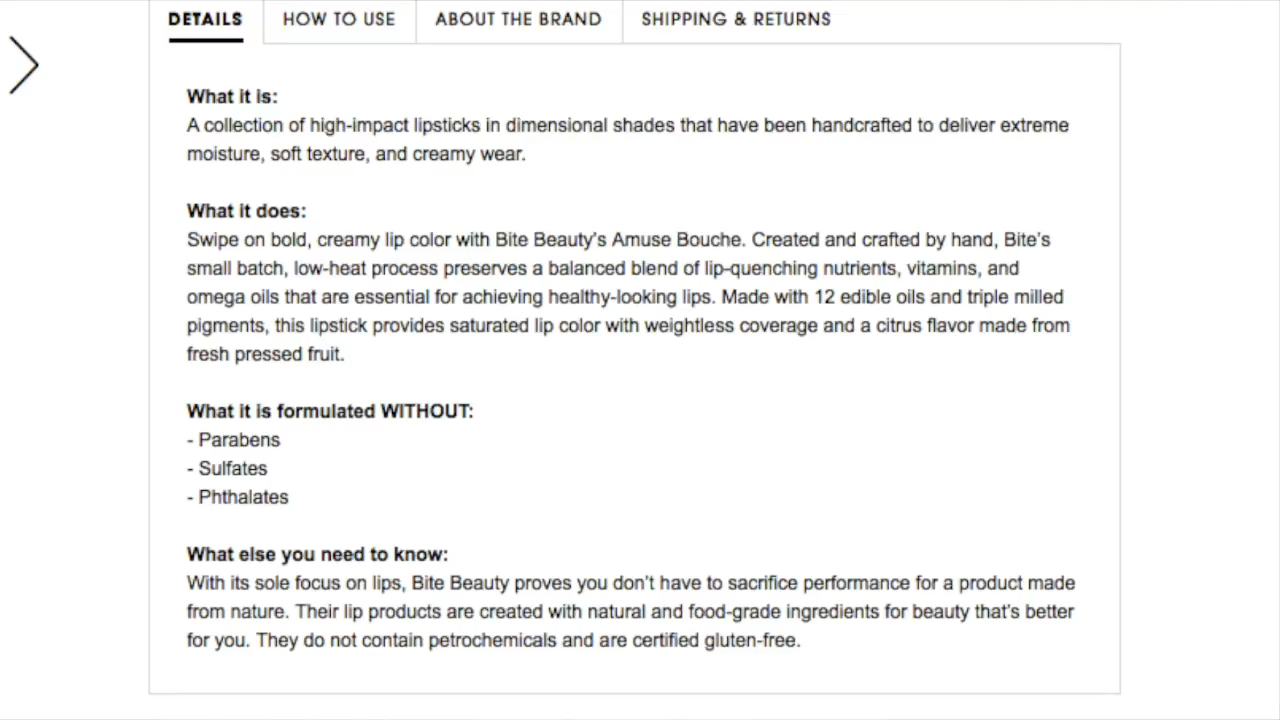 DETAILS HOW TO USE ABOUT THE BRAND SHIPPING & RETURNS
What it is:
A collection of high-impact lipsticks in dimensional shades that have been handcrafted to deliver extreme
moisture, soft texture, and creamy wear.
What it does:
Swipe on bold, creamy lip color with Bite Beauty's Amuse Bouche. Created and crafted by hand, Bite's
small batch, low-heat process preserves a balanced blend of lip-quenching nutrients, vitamins, and
omega oils that are essential for achieving healthy-looking lips. Made with 12 edible oils and triple milled
pigments, this lipstick provides saturated lip color with weightless coverage and a citrus flavor made from
fresh pressed fruit.
What it is formulated WITHOUT:
- Parabens
- Sulfates
- Phthalates
What else you need to know:
With its sole focus on lips, Bite Beauty proves you don't have to sacrifice performance for a product made
from nature. Their lip products are created with natural and food-grade ingredients for beauty that's better
for you. They do not contain petrochemicals and are certified gluten-free.